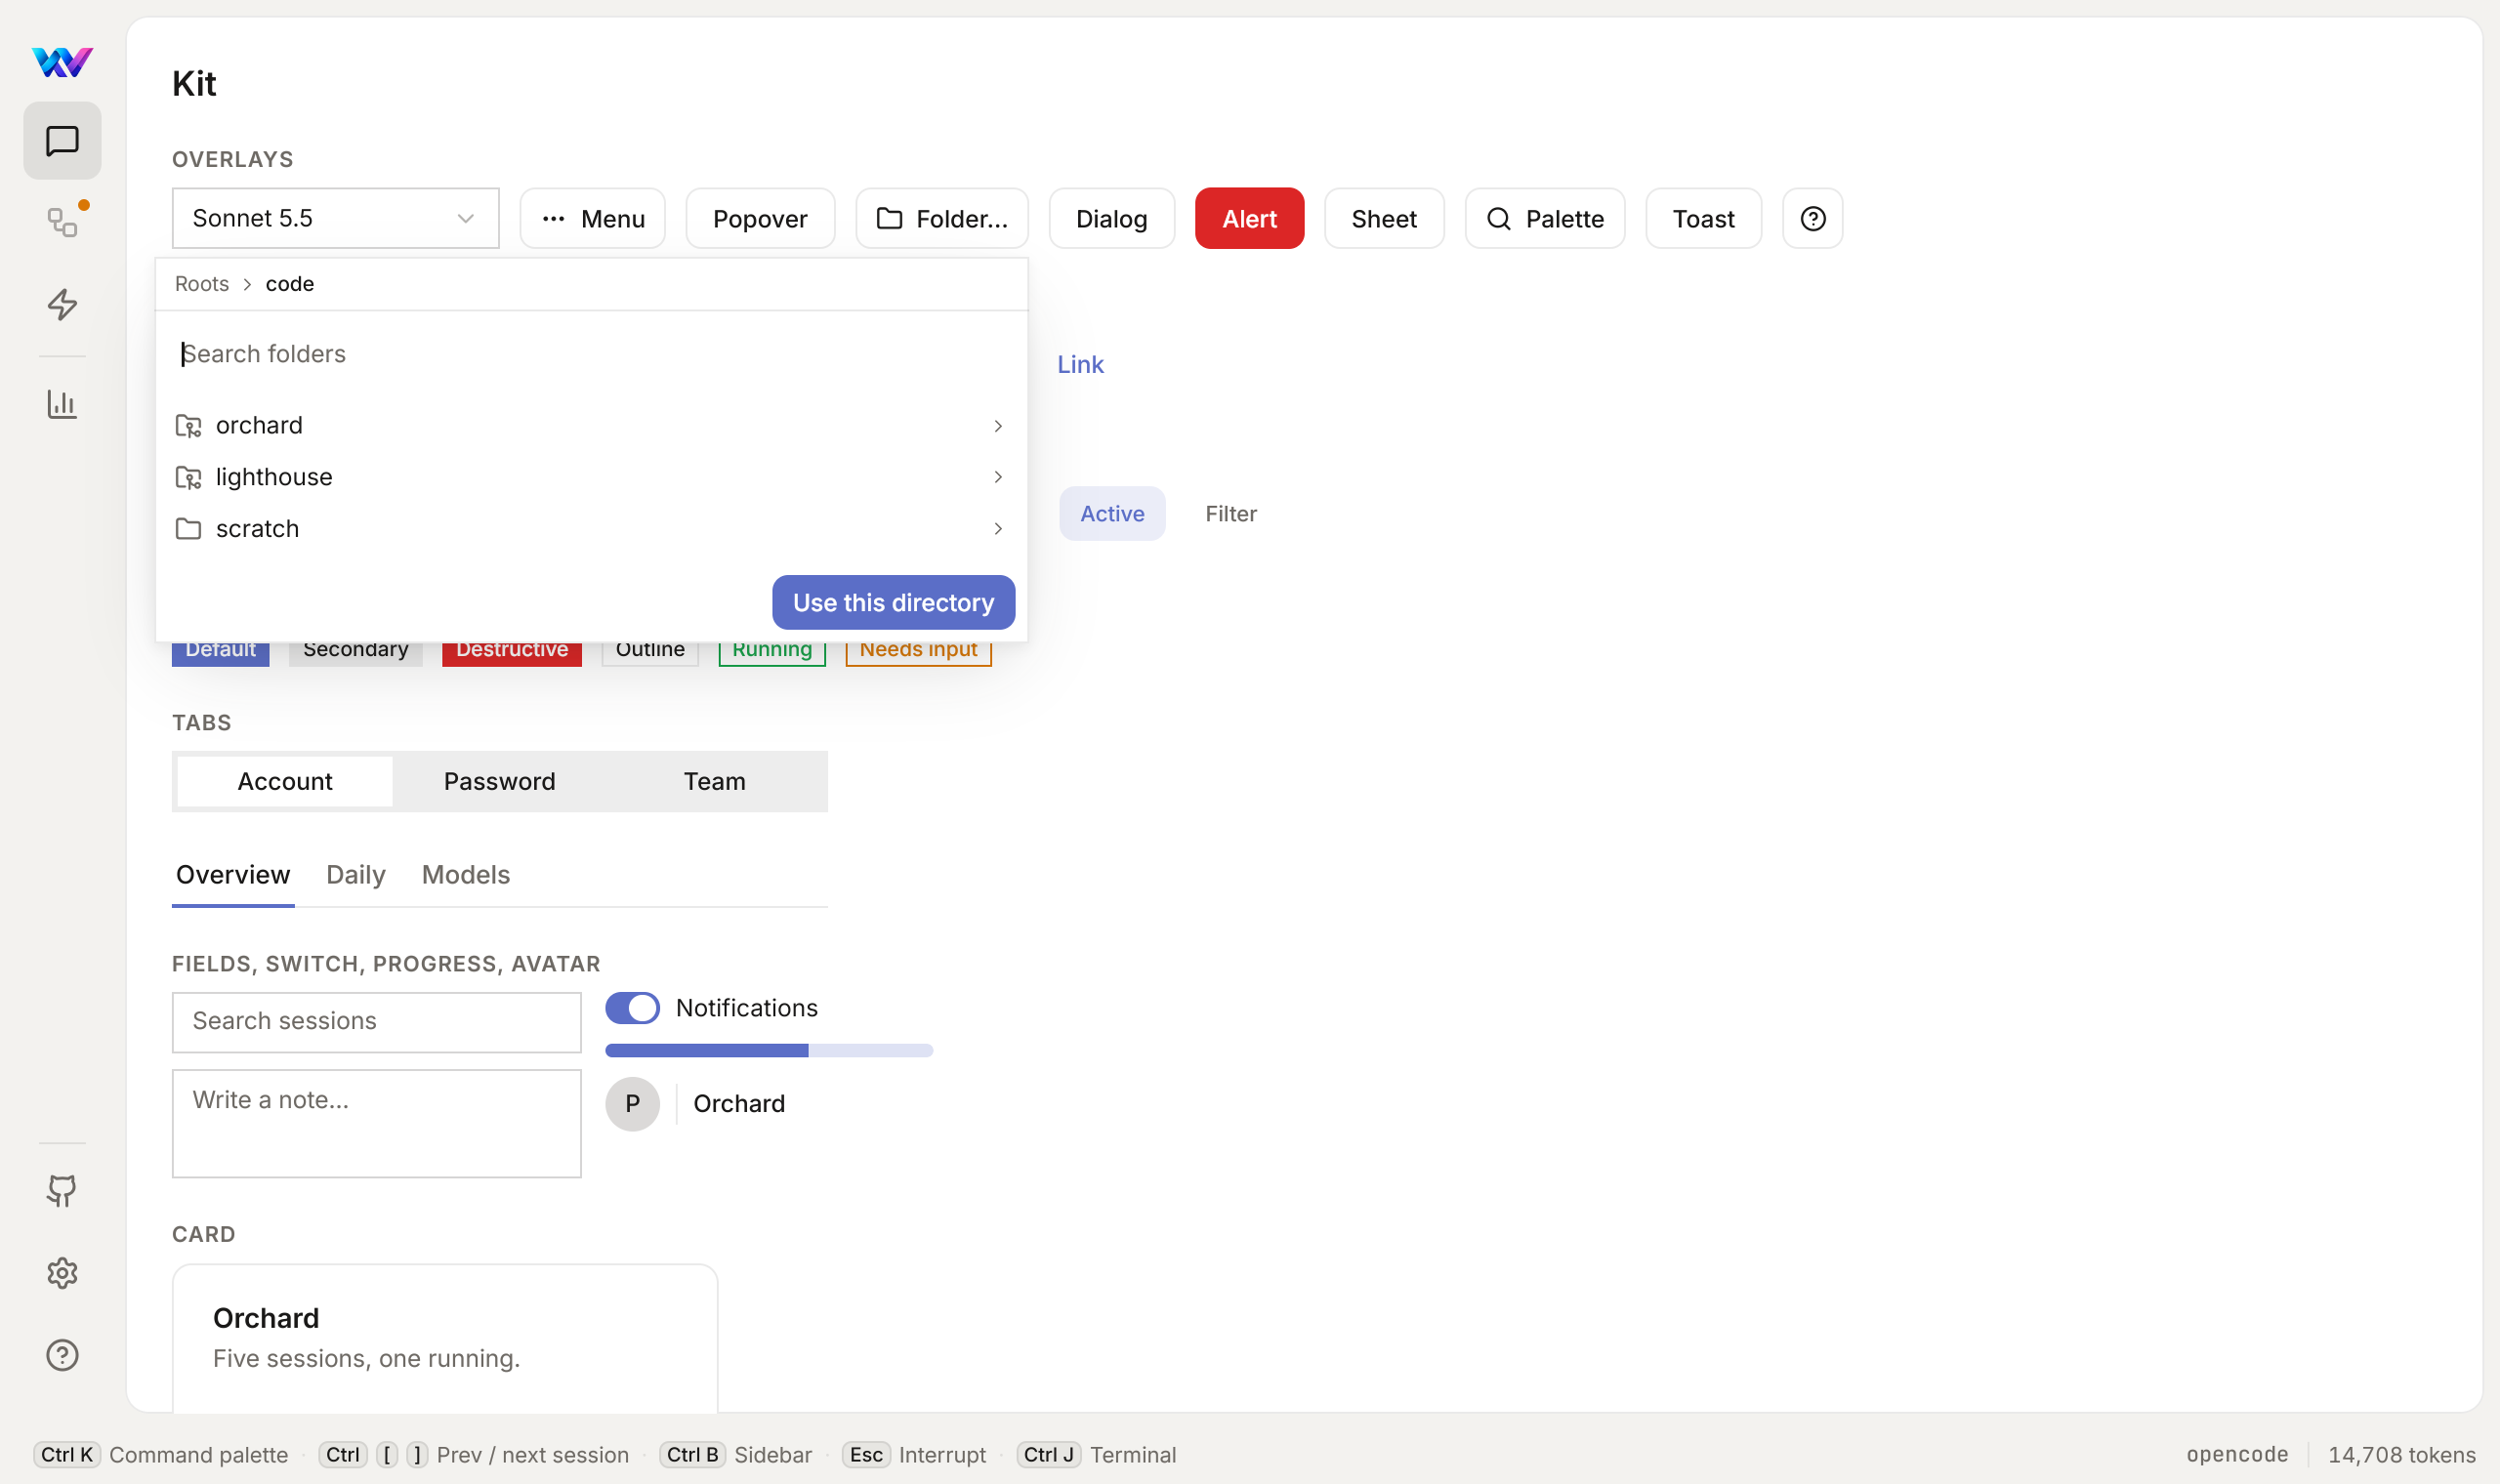 Kit
OVERLAYS
Sonnet 5.5
Menu
Popover
Folder...
Dialog
Alert
Sheet
Palette
Toast
Roots > code
Search folders
Link
orchard
lighthouse
scratch
Active
Filter
Use this directory
Default
Secondary
Destructive
Outline
Running
Needs input
TABS
Account
Password
Team
Overview
Daily
Models
FIELDS, SWITCH, PROGRESS, AVATAR
Search sessions
Notifications
Write a note...
P
Orchard
CARD
Orchard
Five sessions, one running.
Ctrl K Command palette · Ctrl [ ] Prev / next session · Ctrl B Sidebar · Esc Interrupt · Ctrl J Terminal
opencode
14,708 tokens